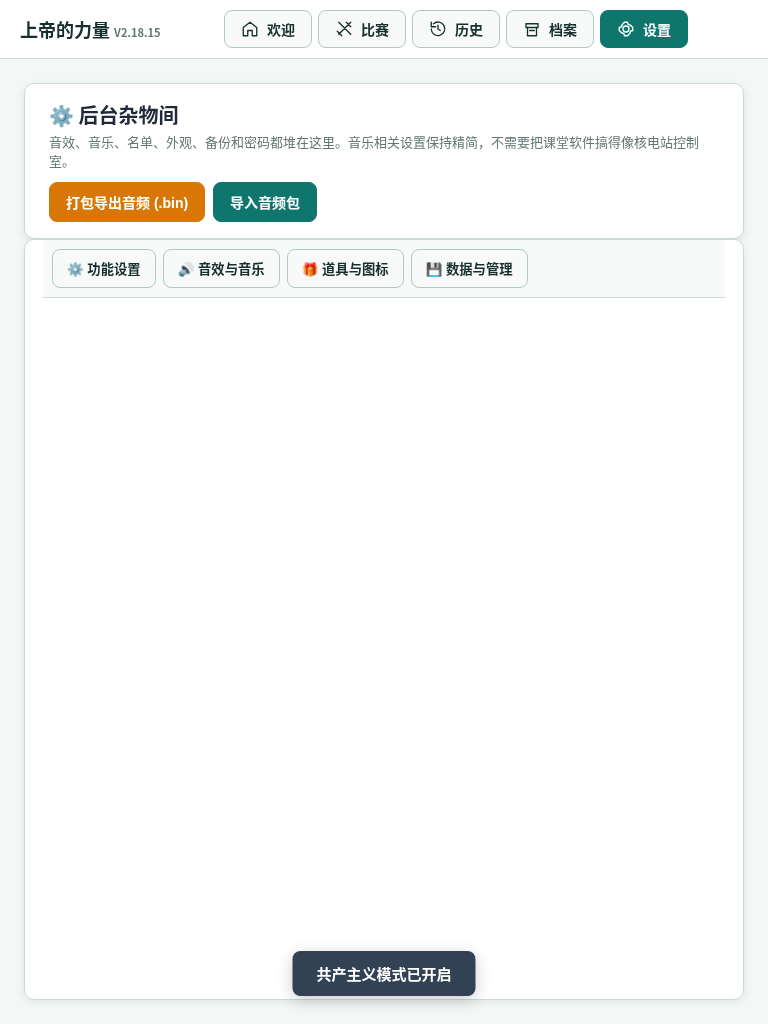 上帝的力量 V2.18.15
欢迎
比赛
历史
档案
设置
⚙️ 后台杂物间
音效、音乐、名单、外观、备份和密码都堆在这里。音乐相关设置保持精简，不需要把课堂软件搞得像核电站控制
室。
打包导出音频 (.bin)
导入音频包
⚙️ 功能设置
🔊 音效与音乐
🎁 道具与图标
💾 数据与管理
共产主义模式已开启